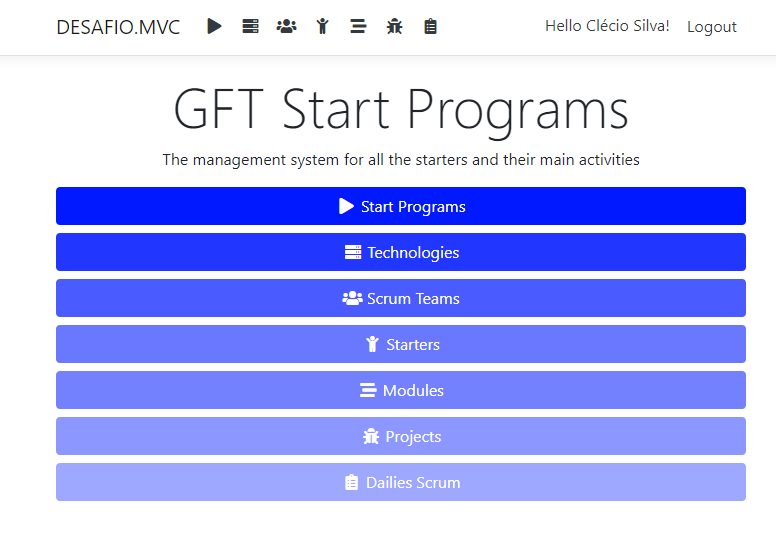 DESAFIO.MVC Hello Clécio Silva! Logout
GFT Start Programs
The management system for all the starters and their main activities
Start Programs
Technologies
Scrum Teams
Starters
Modules
Projects
Dailies Scrum